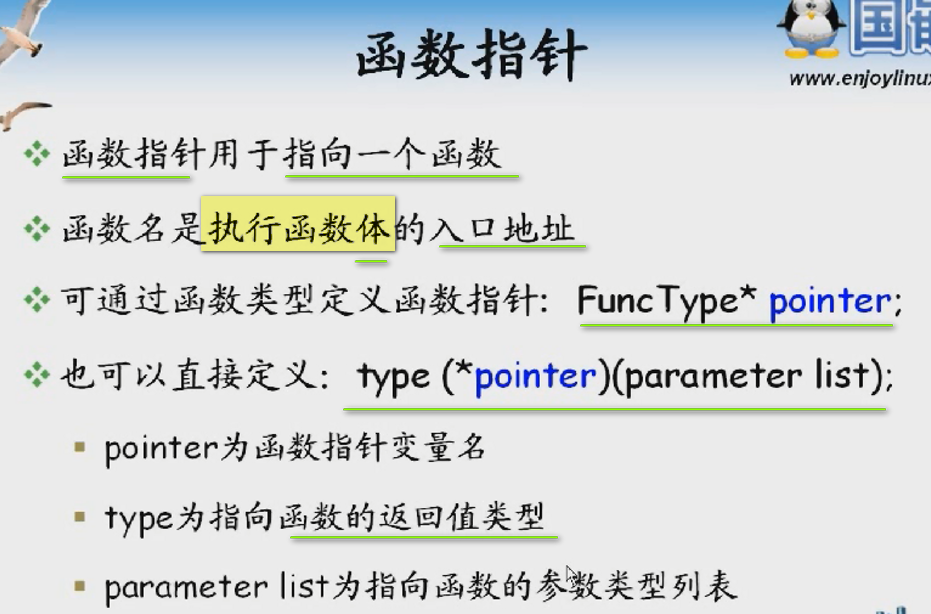 国
函数指针
www.enjoylinux
函数指针用于指向一个函数
函数名是执行函数体的入口地址
可通过函数类型定义函数指针: FuncType* pointer;
也可以直接定义: type (*pointer)(parameter list);
pointer为函数指针变量名
type为指向函数的返回值类型
parameter list为指向函数的参数类型列表